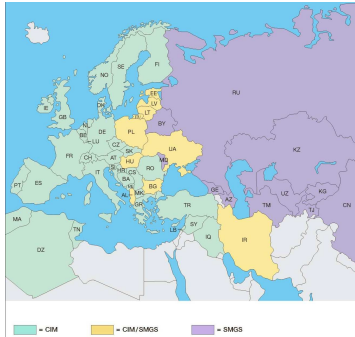 NO
SE
FI
RU
EE
LV
LT
DK
IE
GB
NL
BE
LU
DE
PL
BY
UA
KZ
FR
CH
CZ
SK
AT
HU
RO
IT
HR
BA
CS
BG
MK
AL
GR
PT
ES
TR
GE
AZ
TM
UZ
KG
TJ
CN
MA
DZ
TN
LB
SY
IQ
IR
= CIM
= CIM/SMGS
= SMGS